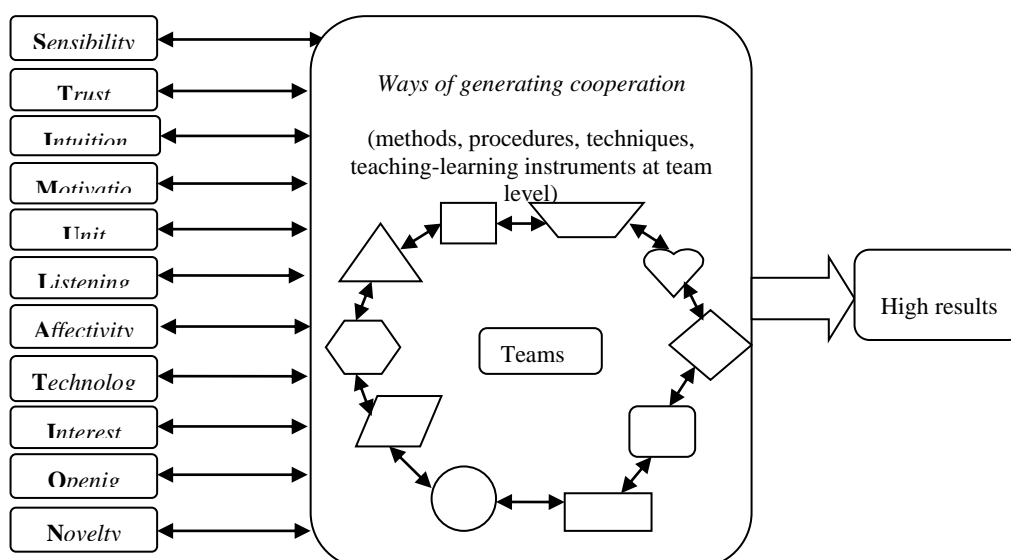 Sensibility
Trust
Intuition
Motivatio
Unit
Listening
Affectivity
Technolog
Interest
Openig
Novelty
Ways of generating cooperation
(methods, procedures, techniques,
teaching-learning instruments at team
level)
Teams
High results